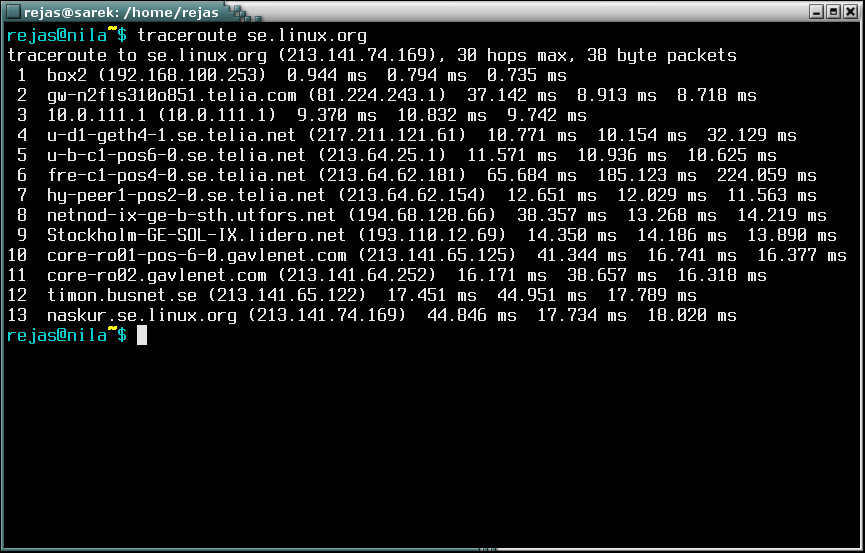 rejas@sarek: /home/rejas
rejas@nila~$ traceroute se.linux.org
traceroute to se.linux.org (213.141.74.169), 30 hops max, 38 byte packets
 1  box2 (192.168.100.253)  0.944 ms  0.794 ms  0.735 ms
 2  gw-n2fls310o851.telia.com (81.224.243.1)  37.142 ms  8.913 ms  8.718 ms
 3  10.0.111.1 (10.0.111.1)  9.370 ms  10.832 ms  9.742 ms
 4  u-d1-geth4-1.se.telia.net (217.211.121.61)  10.771 ms  10.154 ms  32.129 ms
 5  u-b-c1-pos6-0.se.telia.net (213.64.25.1)  11.571 ms  10.936 ms  10.625 ms
 6  fre-c1-pos4-0.se.telia.net (213.64.62.181)  65.684 ms  185.123 ms  224.059 ms
 7  hy-peer1-pos2-0.se.telia.net (213.64.62.154)  12.651 ms  12.029 ms  11.563 ms
 8  netnod-ix-ge-b-sth.utfors.net (194.68.128.66)  38.357 ms  13.268 ms  14.219 ms
 9  Stockholm-GE-SOL-IX.lidero.net (193.110.12.69)  14.350 ms  14.186 ms  13.890 ms
10  core-ro01-pos-6-0.gavlenet.com (213.141.65.125)  41.344 ms  16.741 ms  16.377 ms
11  core-ro02.gavlenet.com (213.141.64.252)  16.171 ms  38.657 ms  16.318 ms
12  timon.busnet.se (213.141.65.122)  17.451 ms  44.951 ms  17.789 ms
13  naskur.se.linux.org (213.141.74.169)  44.846 ms  17.734 ms  18.020 ms
rejas@nila~$